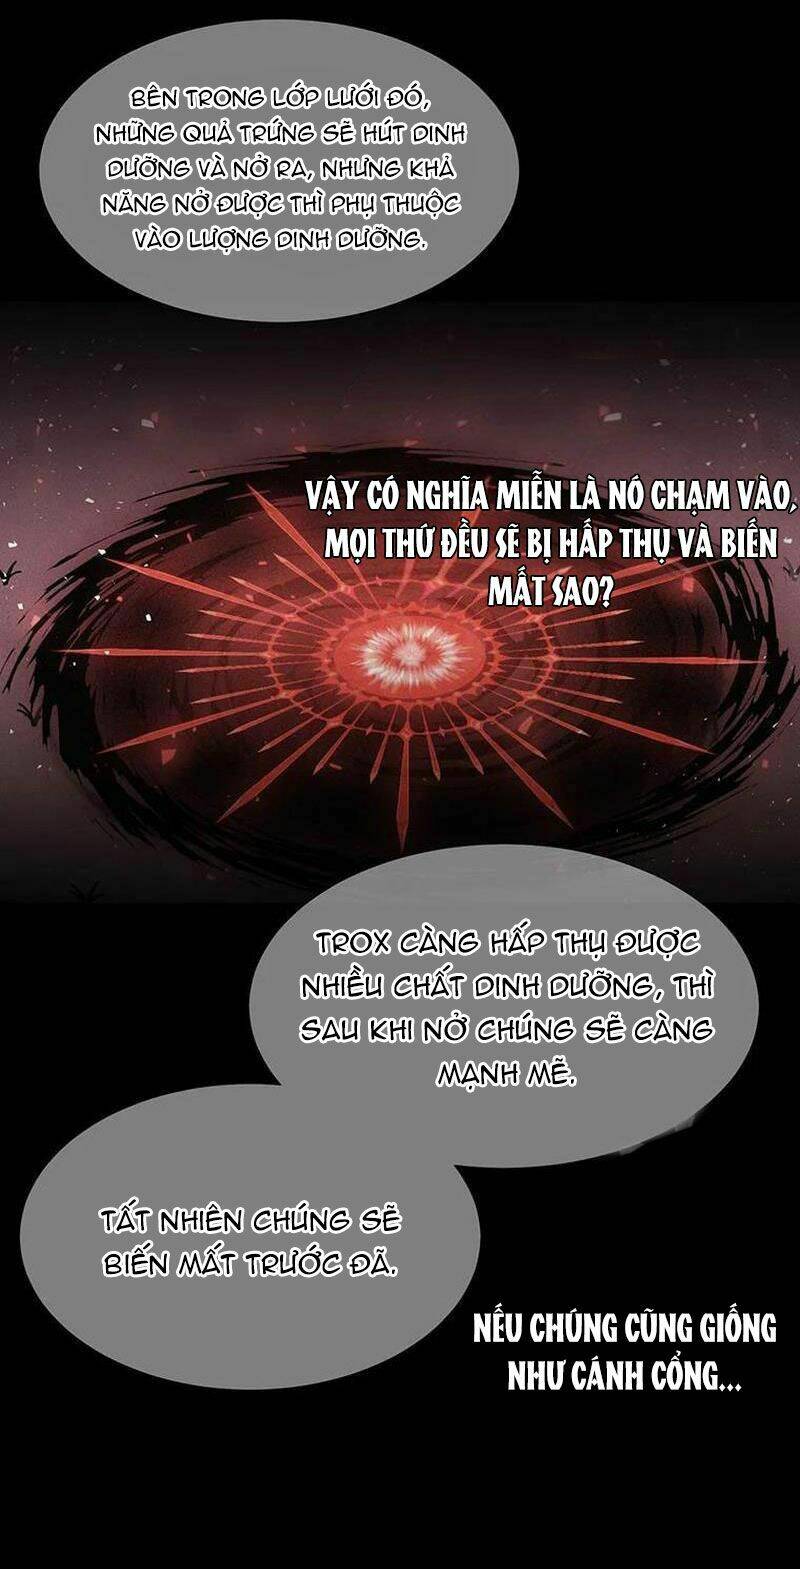 BÊN TRONG LỚP LƯỚI ĐÓ,
NHỮNG QUẢ TRỨNG SẼ HÚT DINH
DƯỠNG VÀ NỞ RA, NHƯNG KHẢ
NĂNG NỞ ĐƯỢC THÌ PHỤ THUỘC
VÀO LƯỢNG DINH DƯỠNG.
VẬY CÓ NGHĨA MIỄN LÀ NÓ CHẠM VÀO,
MỌI THỨ ĐỀU SẼ BỊ HẤP THỤ VÀ BIẾN
MẤT SAO?
TROX CÀNG HẤP THỤ ĐƯỢC
NHIỀU CHẤT DINH DƯỠNG, THÌ
SAU KHI NỞ CHÚNG SẼ CÀNG
MẠNH MẼ.
TẤT NHIÊN CHÚNG SẼ
BIẾN MẤT TRƯỚC ĐÃ.
NẾU CHÚNG CŨNG GIỐNG
NHƯ CÁNH CỔNG...